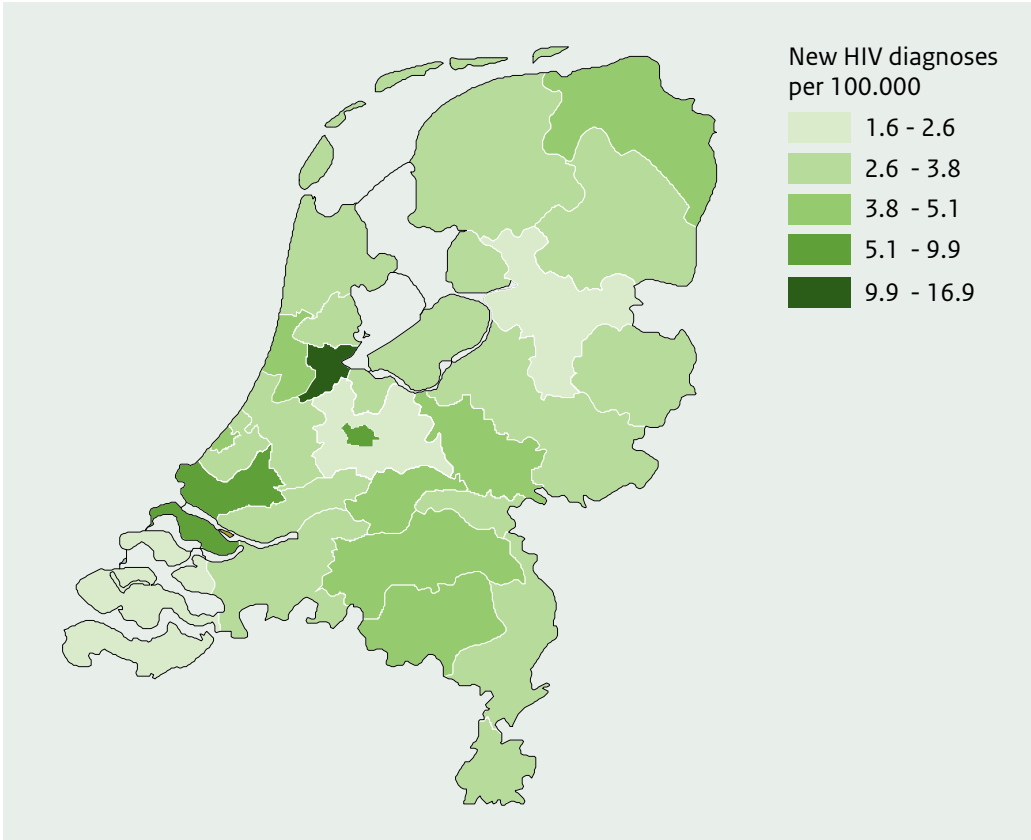 New HIV diagnoses
per 100.000
1.6 - 2.6
2.6 - 3.8
3.8 - 5.1
5.1 - 9.9
9.9 - 16.9